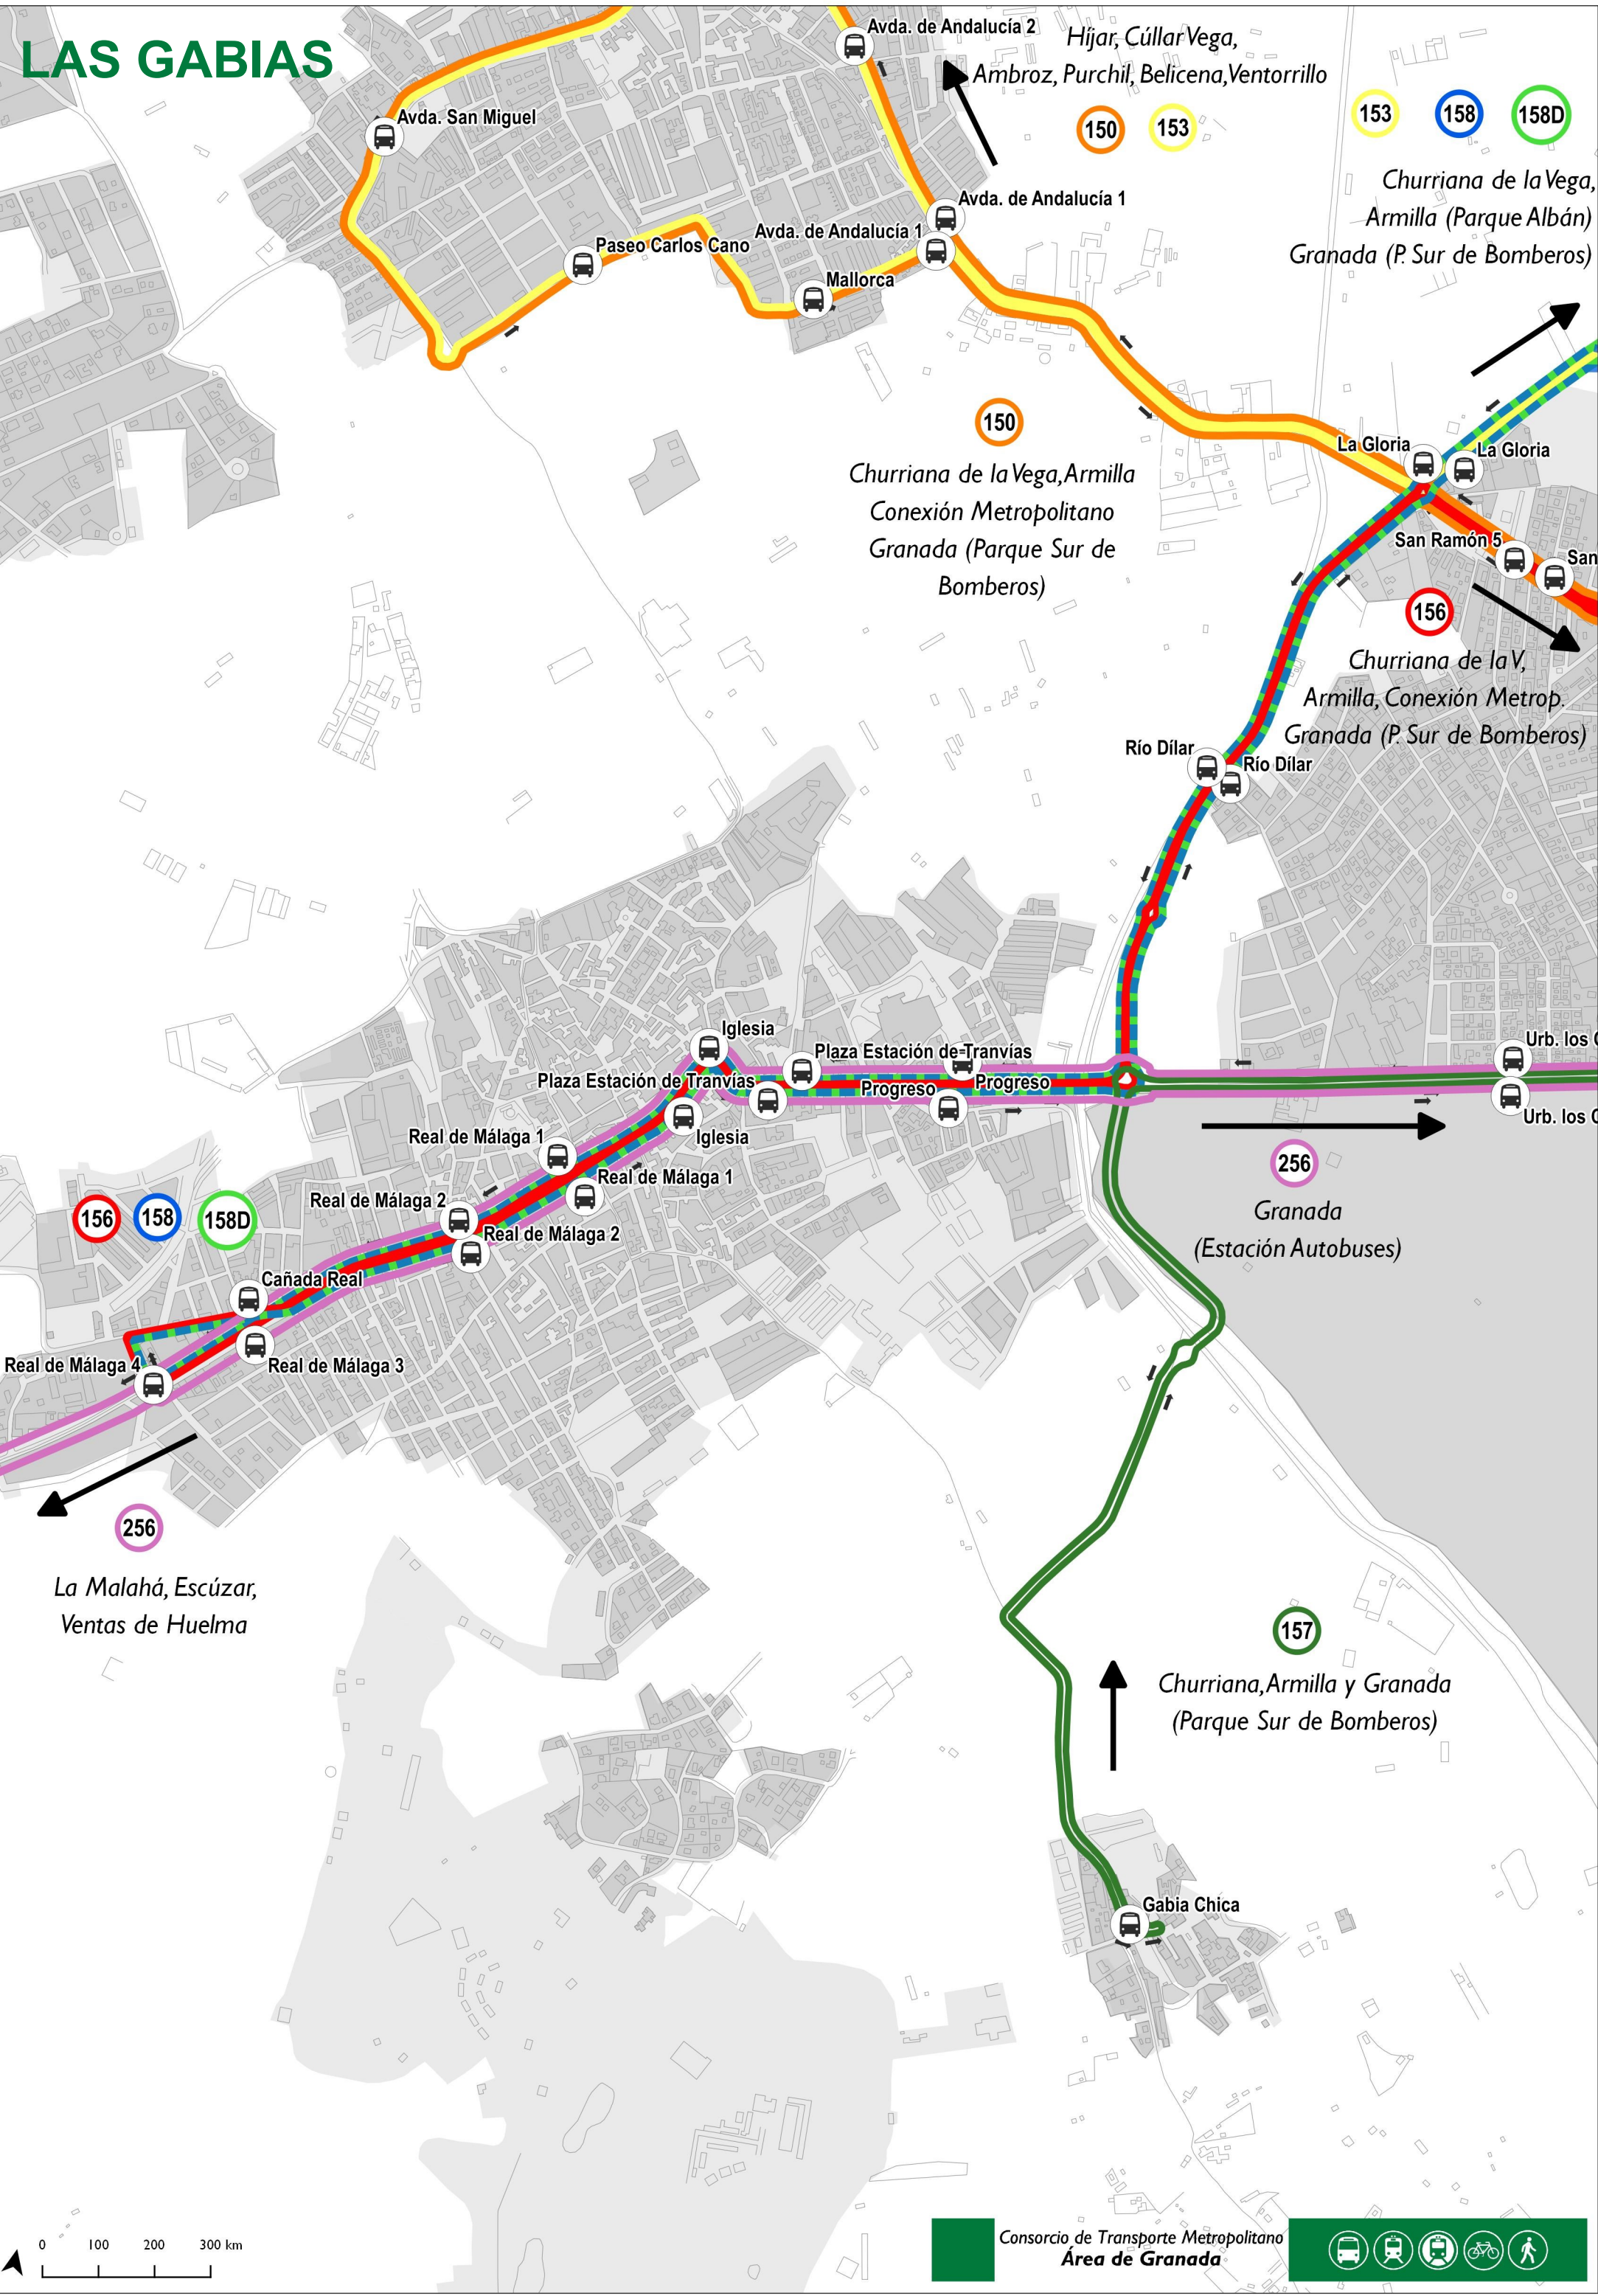 LAS GABIAS
Avda. de Andalucía 2
Híjar, Cúllar Vega,
Ambroz, Purchil, Belicena, Ventorrillo
150
153
153
158
158D
Churriana de la Vega,
Armilla (Parque Albán)
Granada (P. Sur de Bomberos)
Avda. San Miguel
Avda. de Andalucía 1
Avda. de Andalucía 1
Paseo Carlos Cano
Mallorca
150
Churriana de la Vega, Armilla
Conexión Metropolitano
Granada (Parque Sur de
Bomberos)
La Gloria
La Gloria
San Ramón 5
San
156
Churriana de la V,
Armilla, Conexión Metrop.
Granada (P. Sur de Bomberos)
Río Dílar
Río Dílar
Iglesia
Plaza Estación de Tranvías
Urb. los
Plaza Estación de Tranvías
Progreso
Progreso
Urb. los
Iglesia
Real de Málaga 1
Real de Málaga 1
256
Granada
(Estación Autobuses)
Real de Málaga 2
Real de Málaga 2
156
158
158D
Cañada Real
Real de Málaga 4
Real de Málaga 3
256
La Malahá, Escúzar,
Ventas de Huelma
157
Churriana, Armilla y Granada
(Parque Sur de Bomberos)
Gabia Chica
0 100 200 300 km
Consorcio de Transporte Metropolitano
Área de Granada